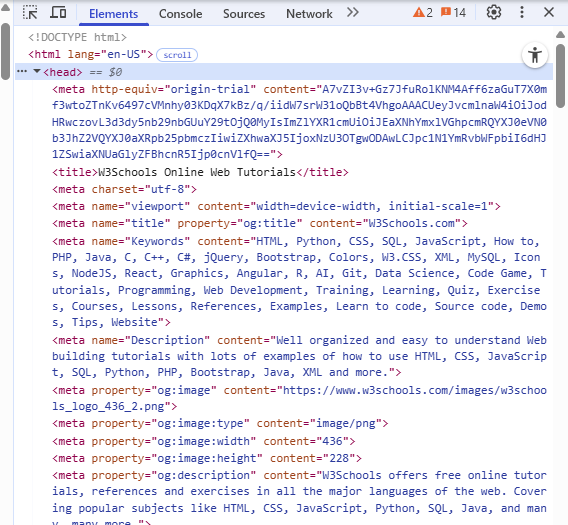 Elements Console Sources Network 2 14
<!DOCTYPE html>
<html lang="en-US"> scroll
<head> == $0
<meta http-equiv="origin-trial" content="A7vZI3v+Gz7JfuRolKNM4Aff6zaGuT7X0m
f3wtoZTnKv6497cVMnhy03KDqX7kBz/q/iidW7srW31oQbBt4VhgoAAACUeyJvcmlnaW4iOiJod
HRwczovL3d3dy5nb29nbGUuY29tOjQ0MyIsImZlYXR1cmUiOiJEaXNhYmxlVGhpcmRQYXJ0eVN0
b3JhZ2VQYXJ0aXRpb25pbmczIiwiZXhwaXJ5IjoxNzU3OTgwODAwLCJpc1N1YmRvbWFpbiI6dHJ
1ZSwiaXNUaGlyZFBhcnR5Ijp0cnVlfQ==">
<title>W3Schools Online Web Tutorials</title>
<meta charset="utf-8">
<meta name="viewport" content="width=device-width, initial-scale=1">
<meta name="title" property="og:title" content="W3Schools.com">
<meta name="Keywords" content="HTML, Python, CSS, SQL, JavaScript, How to,
PHP, Java, C, C++, C#, jQuery, Bootstrap, Colors, W3.CSS, XML, MySQL, Icon
s, NodeJS, React, Graphics, Angular, R, AI, Git, Data Science, Code Game, T
utorials, Programming, Web Development, Training, Learning, Quiz, Exercise
s, Courses, Lessons, References, Examples, Learn to code, Source code, Demo
s, Tips, Website">
<meta name="Description" content="Well organized and easy to understand Web
building tutorials with lots of examples of how to use HTML, CSS, JavaScrip
t, SQL, Python, PHP, Bootstrap, Java, XML and more.">
<meta property="og:image" content="https://www.w3schools.com/images/w3schoo
ls_logo_436_2.png">
<meta property="og:image:type" content="image/png">
<meta property="og:image:width" content="436">
<meta property="og:image:height" content="228">
<meta property="og:description" content="W3Schools offers free online tutor
ials, references and exercises in all the major languages of the web. Cover
ing popular subjects like HTML, CSS, JavaScript, Python, SQL, Java, and man
y, many more.">